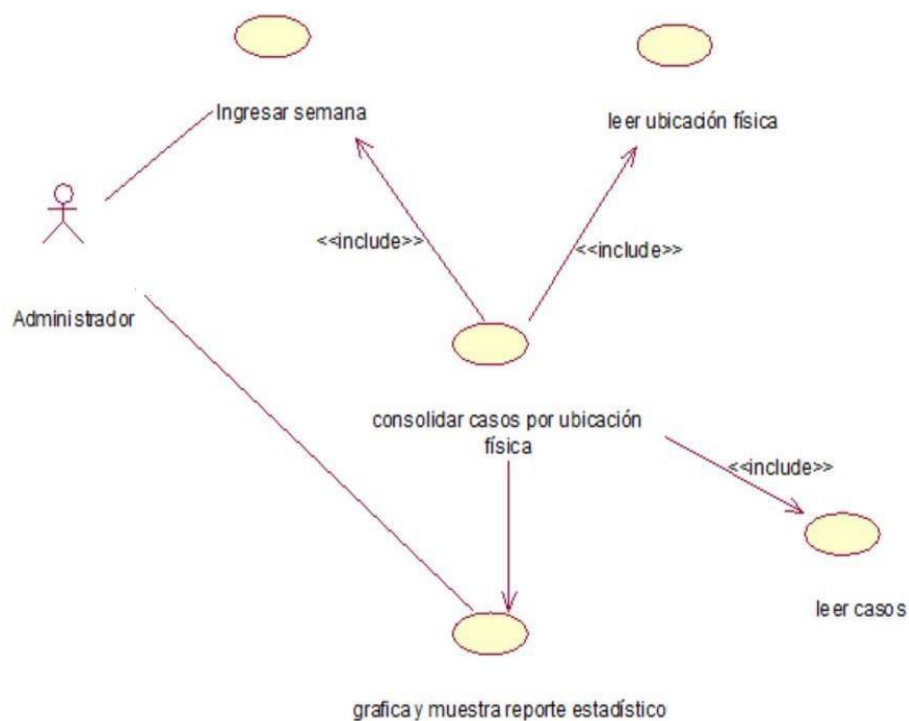 Ingresar semana
leer ubicación física
<<include>>
<<include>>
Administrador
consolidar casos por ubicación
física
<<include>>
leer casos
grafica y muestra reporte estadístico